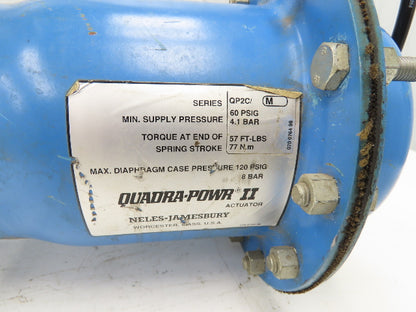 SERIES QP2C/ M
MIN. SUPPLY PRESSURE 60 PSIG
4.1 BAR
TORQUE AT END OF 57 FT-LBS
SPRING STROKE 77 N.m
MAX. DIAPHRAGM CASE PRESSURE 120 PSIG
8 BAR
QUADRA-POWR® II
ACTUATOR
NELES-JAMESBURY
WORCESTER, MASS. U.S.A.